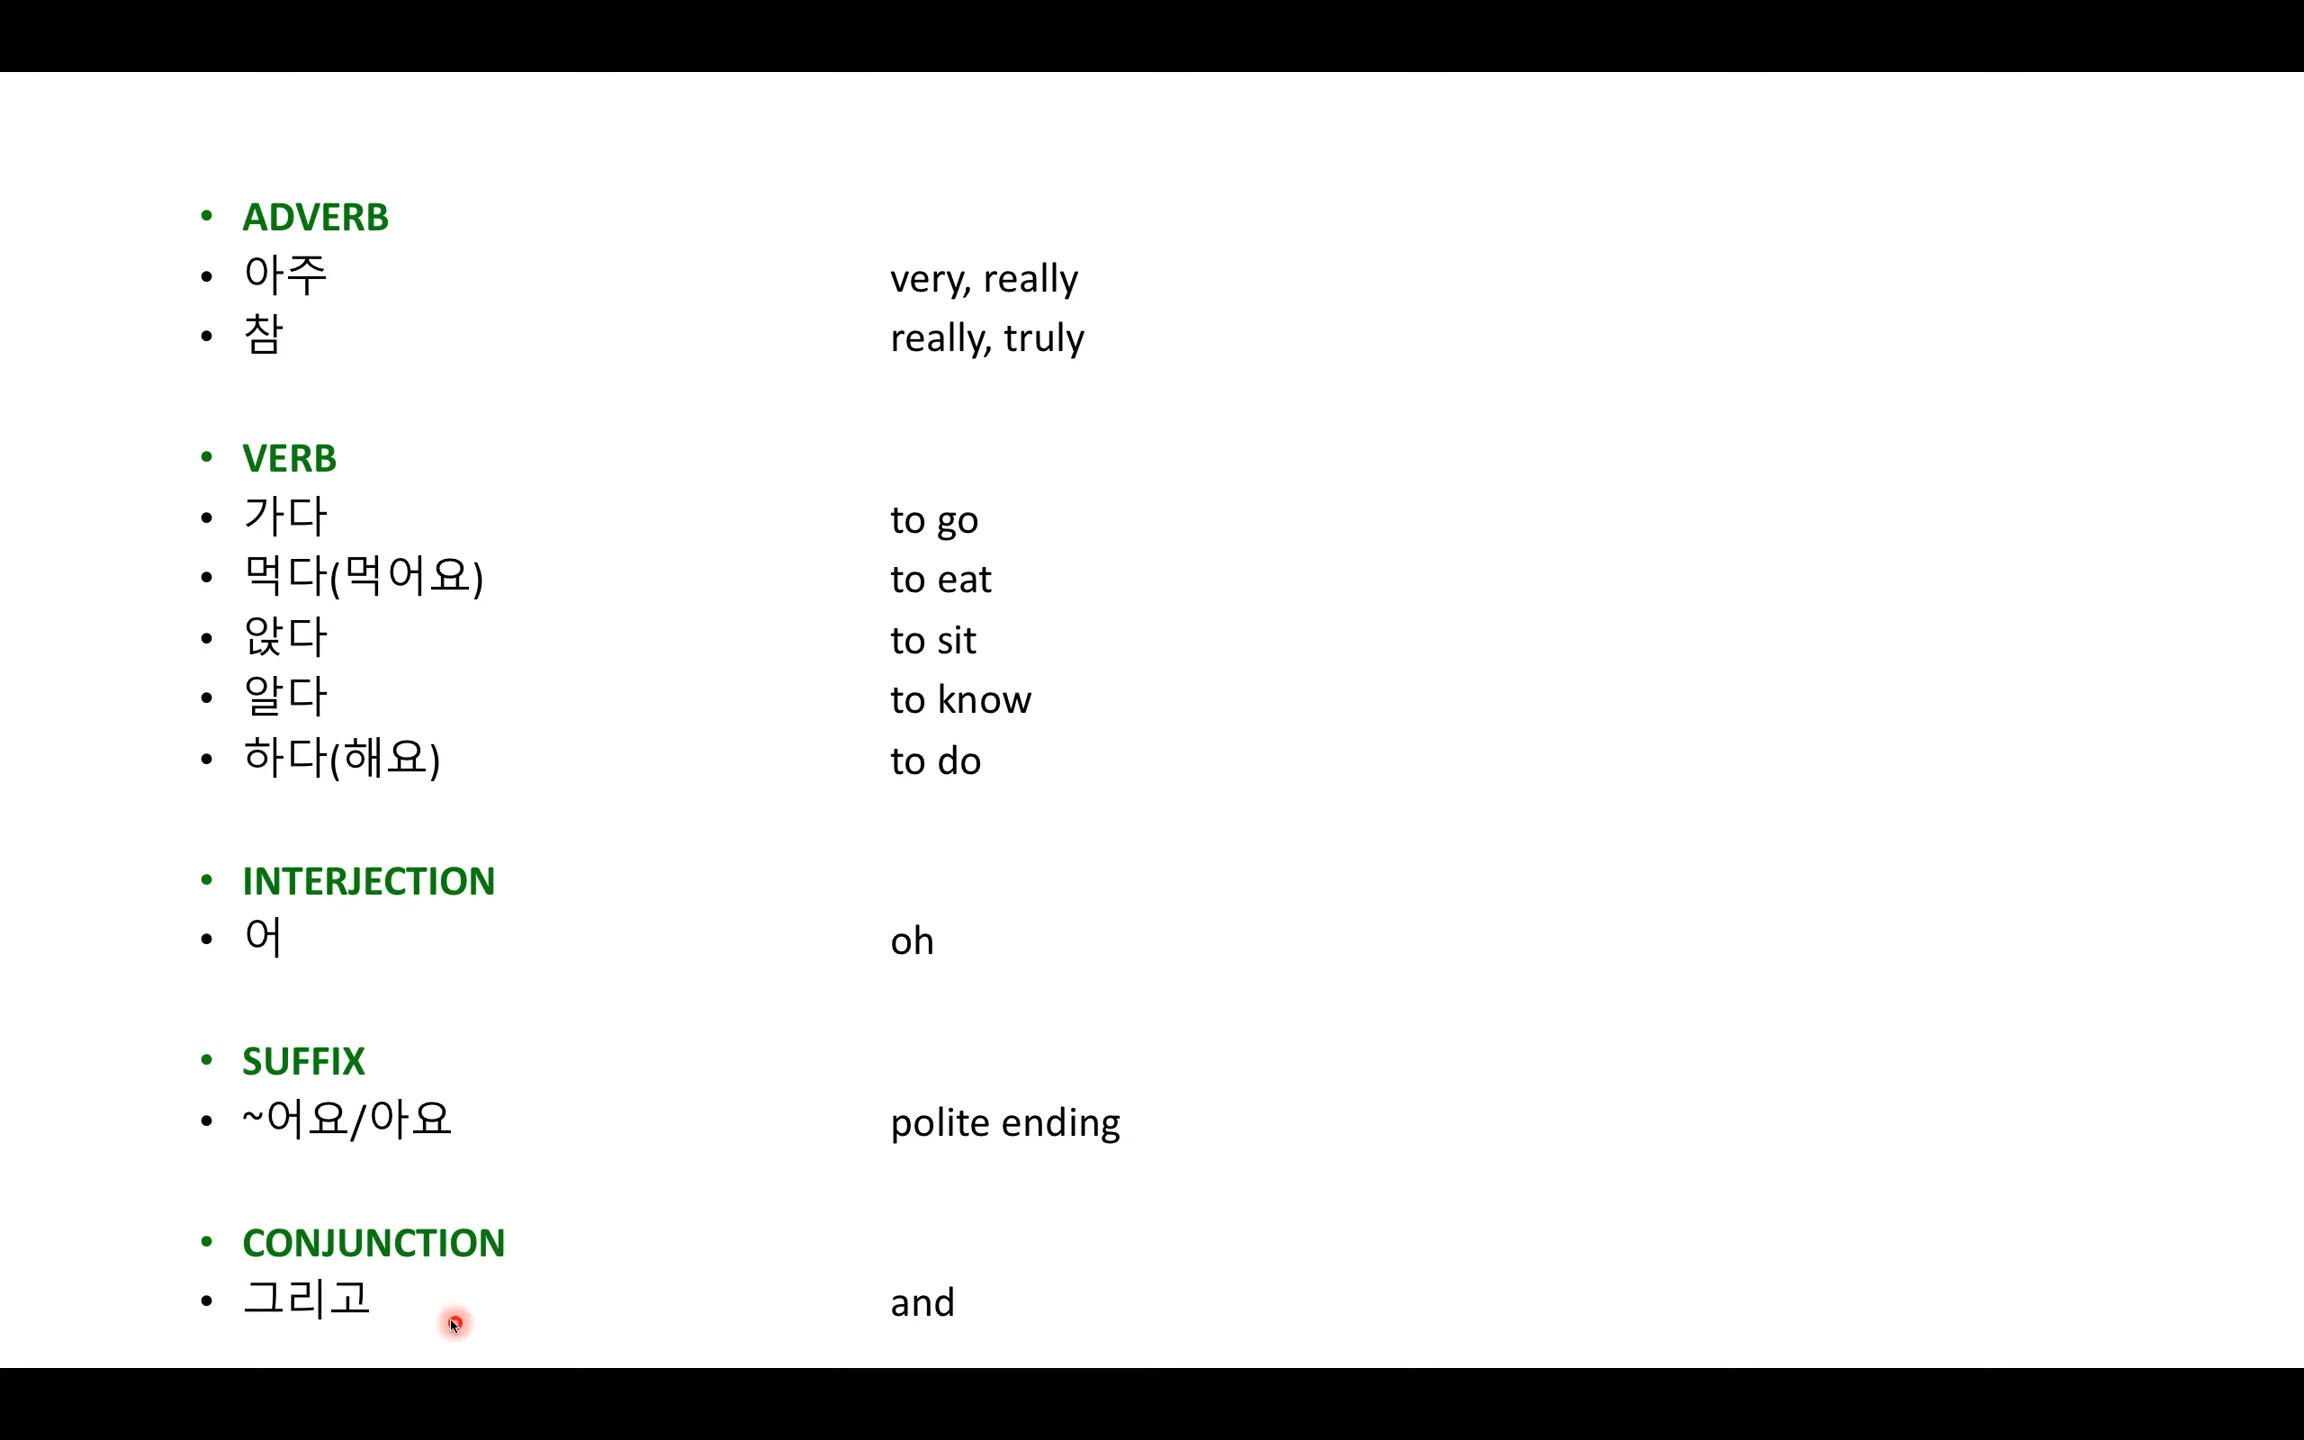 • ADVERB
• 아주 very, really
• 참 really, truly
• VERB
• 가다 to go
• 먹다(먹어요) to eat
• 앉다 to sit
• 알다 to know
• 하다(해요) to do
• INTERJECTION
• 어 oh
• SUFFIX
• ~어요/아요 polite ending
• CONJUNCTION
• 그리고 and